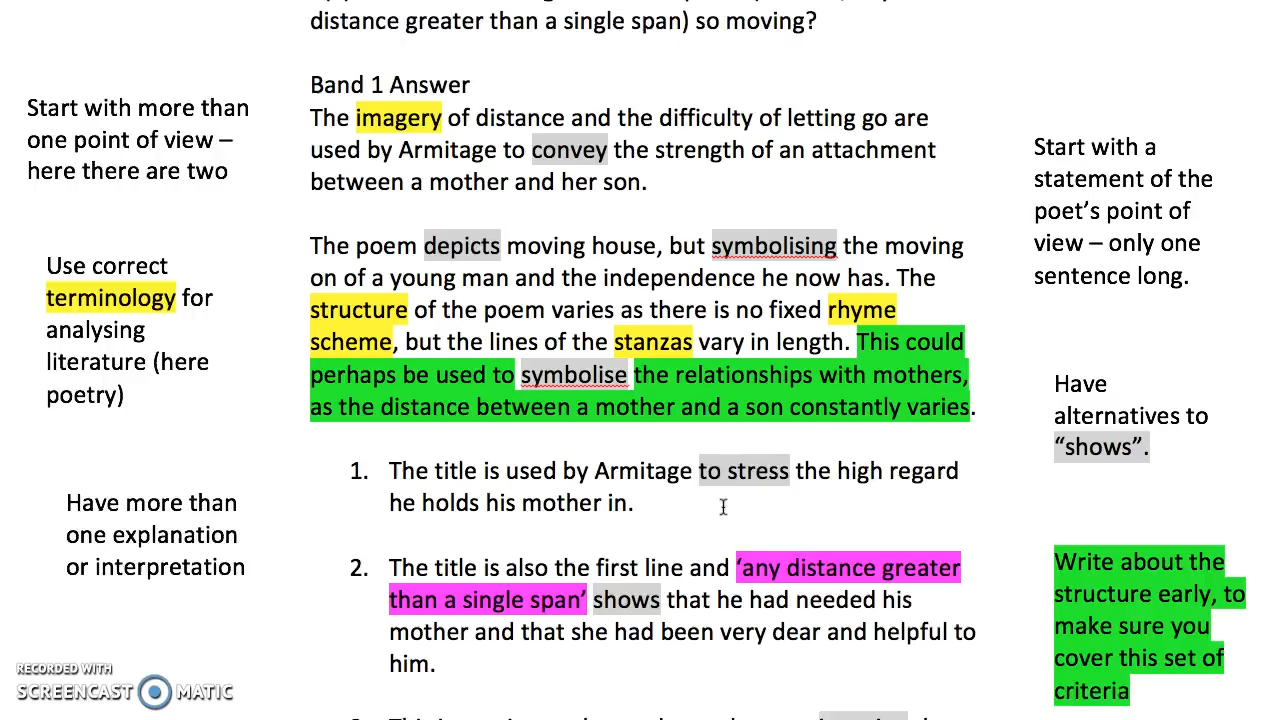 distance greater than a single span) so moving?
Band 1 Answer
The imagery of distance and the difficulty of letting go are
used by Armitage to convey the strength of an attachment
between a mother and her son.
The poem depicts moving house, but symbolising the moving
on of a young man and the independence he now has. The
structure of the poem varies as there is no fixed rhyme
scheme, but the lines of the stanzas vary in length. This could
perhaps be used to symbolise the relationships with mothers,
as the distance between a mother and a son constantly varies.
1. The title is used by Armitage to stress the high regard
he holds his mother in.
2. The title is also the first line and ‘any distance greater
than a single span’ shows that he had needed his
mother and that she had been very dear and helpful to
him.
Start with more than
one point of view –
here there are two
Use correct
terminology for
analysing
literature (here
poetry)
Have more than
one explanation
or interpretation
Start with a
statement of the
poet’s point of
view – only one
sentence long.
Have
alternatives to
“shows”.
Write about the
structure early, to
make sure you
cover this set of
criteria
RECORDED WITH
SCREENCAST MATIC